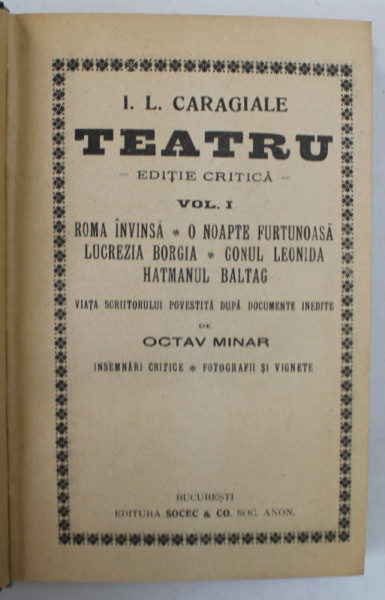 I. L. CARAGIALE
TEATRU
– EDIȚIE CRITICĂ –
VOL. I
ROMA ÎNVINSĂ * O NOAPTE FURTUNOASĂ
LUCREZIA BORGIA * CONUL LEONIDA
HATMANUL BALTAG
VIAȚA SCRIITORULUI POVESTITĂ DUPĂ DOCUMENTE INEDITE
DE
OCTAV MINAR
INSEMNĂRI CRITICE * FOTOGRAFII ȘI VIGNETE
BUCUREȘTI
EDITURA SOCEC & CO. SOC. ANON.